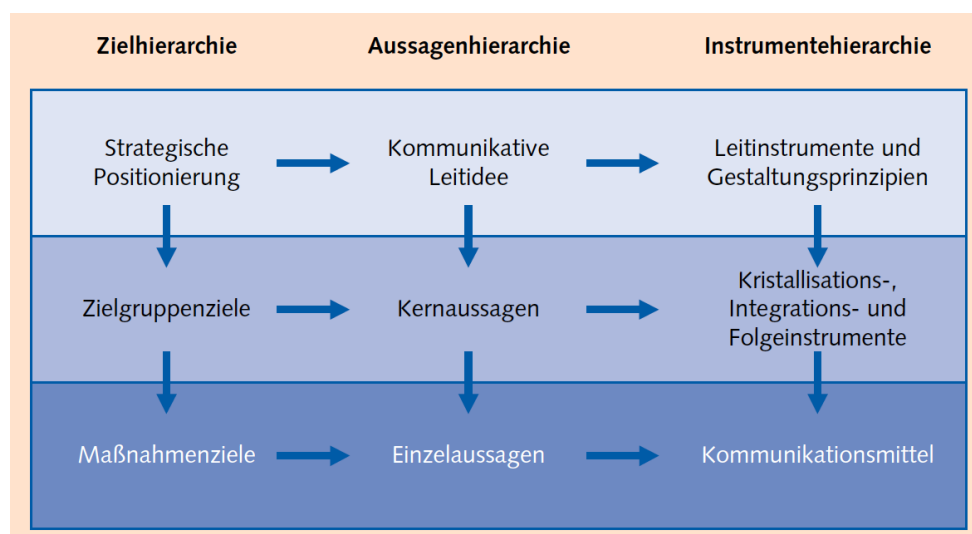 Zielhierarchie
Aussagenhierarchie
Instrumentehierarchie
Strategische
Positionierung
Kommunikative
Leitidee
Leitinstrumente und
Gestaltungsprinzipien
Zielgruppenziele
Kernaussagen
Kristallisations-,
Integrations- und
Folgeinstrumente
Maßnahmenziele
Einzelaussagen
Kommunikationsmittel